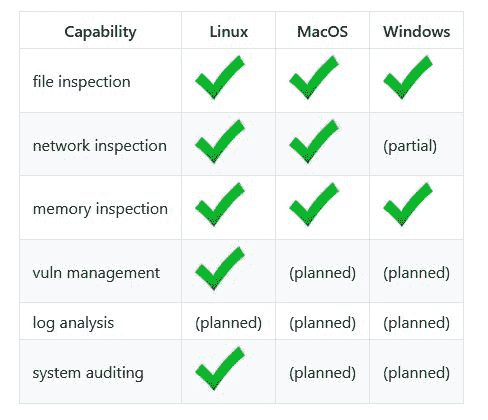 Capability Linux MacOS Windows
file inspection
network inspection (partial)
memory inspection
vuln management (planned) (planned)
log analysis (planned) (planned) (planned)
system auditing (planned) (planned)